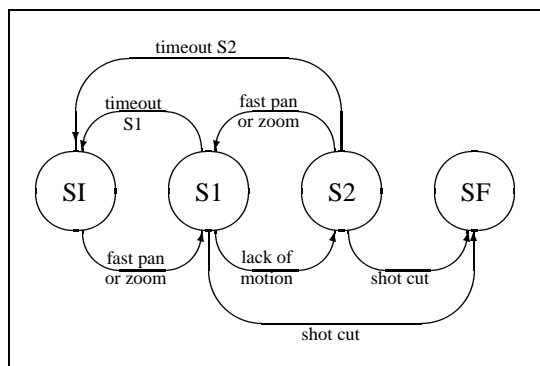 timeout S2
timeout
S1
fast pan
or zoom
SI
S1
S2
SF
fast pan
or zoom
lack of
motion
shot cut
shot cut